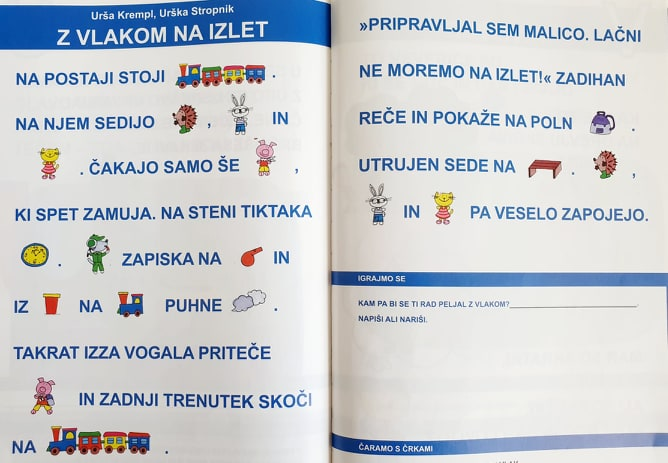 Urša Krempl, Urška Stropnik
Z VLAKOM NA IZLET
NA POSTAJI STOJI .
NA NJEM SEDIJO , IN
. ČAKAJO SAMO ŠE ,
KI SPET ZAMUJA. NA STENI TIKTAKA
. ZAPISKA NA IN
IZ NA PUHNE .
TAKRAT IZZA VOGALA PRITEČE
IN ZADNJI TRENUTEK SKOČI
NA .
»PRIPRAVLJAL SEM MALICO. LAČNI
NE MOREMO NA IZLET!« ZADIHAN
REČE IN POKAŽE NA POLN .
UTRUJEN SEDE NA . ,
IN PA VESELO ZAPOJEJO.
IGRAJMO SE
KAM PA BI SE TI RAD PELJAL Z VLAKOM?____________________.
NAPIŠI ALI NARIŠI.
ČARAMO S ČRKAMI